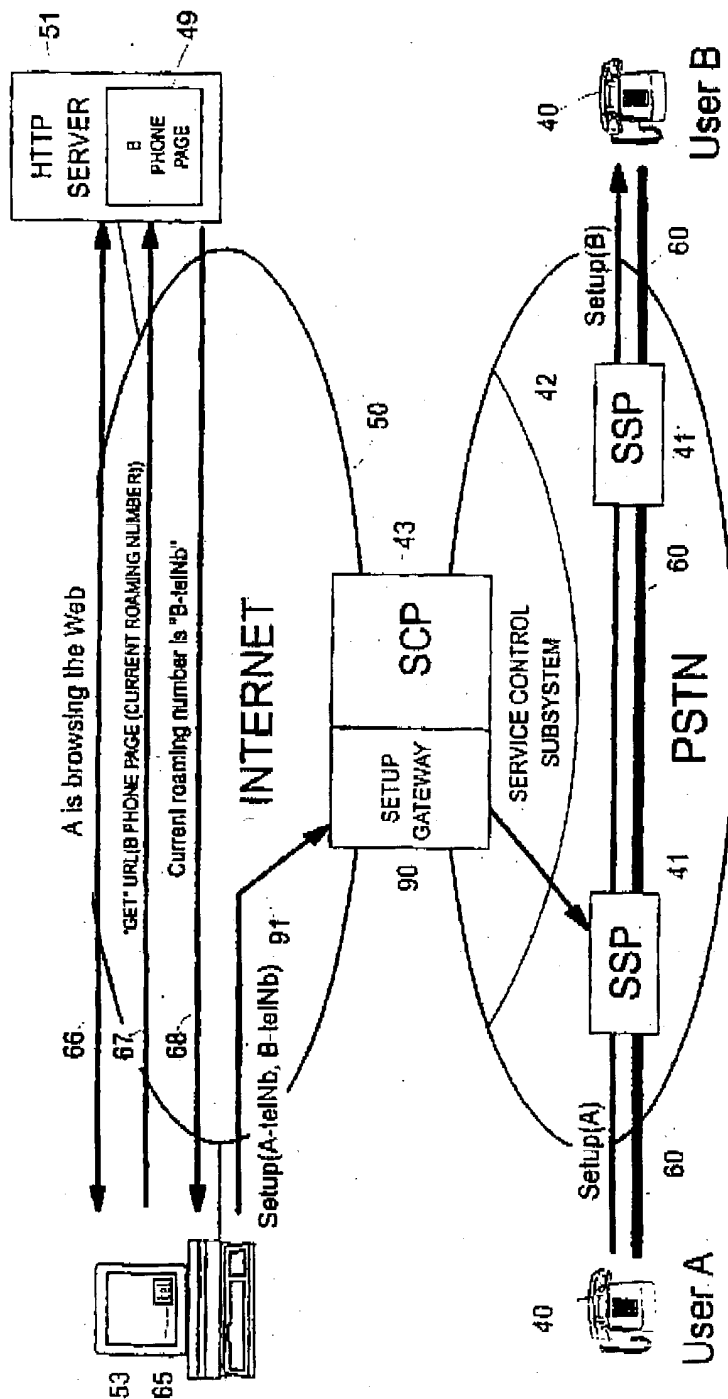 HTTP
SERVER
51
49
B
PHONE
PAGE
A is browsing the Web
66
"GET" URL(B PHONE PAGE (CURRENT ROAMING NUMBER))
67
Current roaming number is "B-telNb"
68
53
65
tel
INTERNET
50
Setup(A-telNb, B-telNb)
91
SETUP
GATEWAY
90
SCP
43
SERVICE CONTROL
SUBSYSTEM
42
Setup(A)
SSP
41
60
SSP
41
Setup(B)
60
60
PSTN
40
User A
40
User B